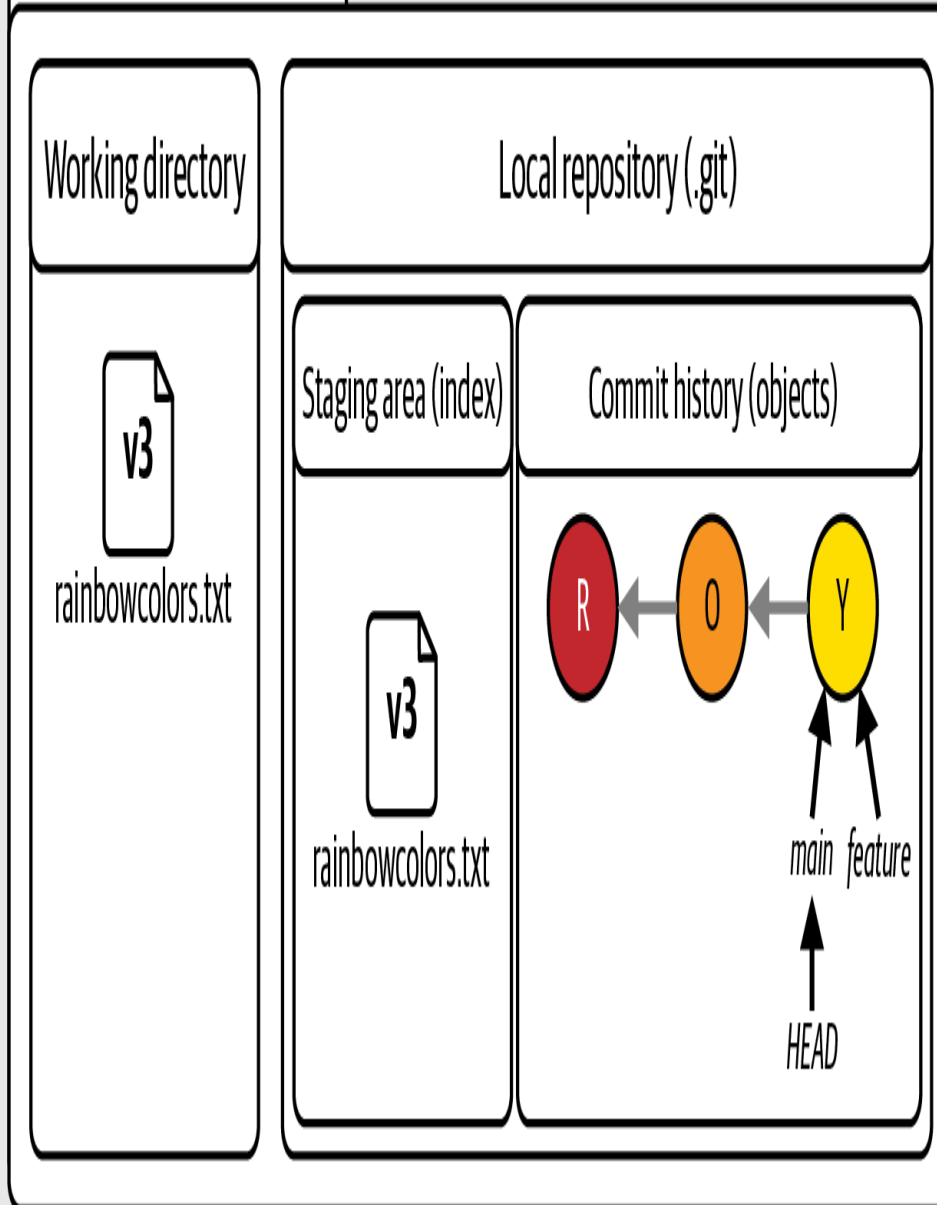 Working directory
Local repository (.git)
v3
rainbowcolors.txt
Staging area (index)
v3
rainbowcolors.txt
Commit history (objects)
R
O
Y
main feature
HEAD